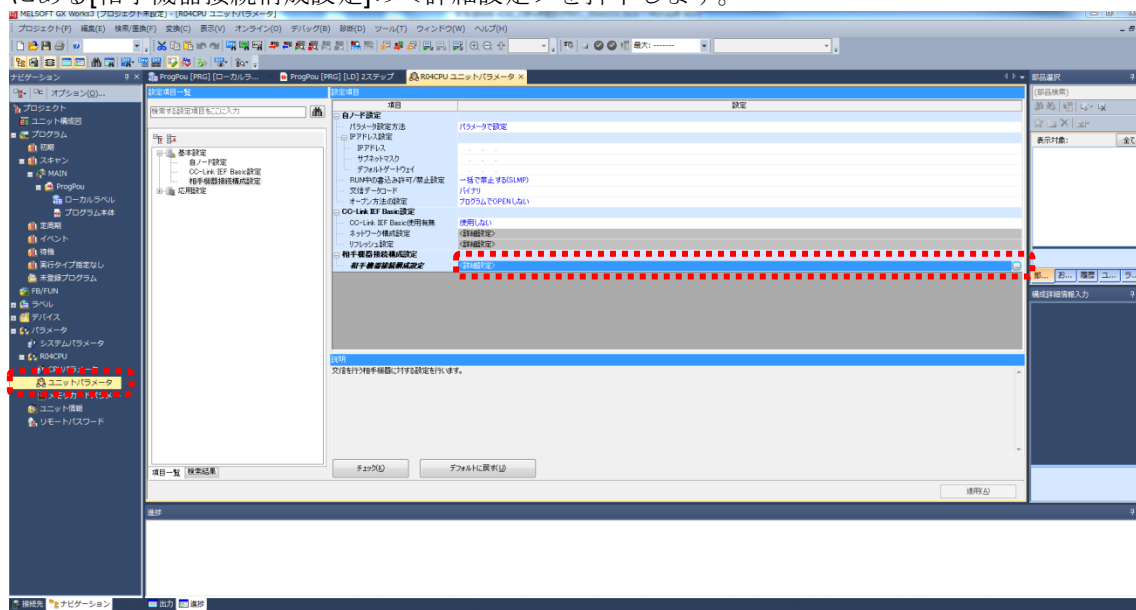 にある[相手機器接続構成設定]の<詳細設定>を押下します。
MELSOFT GX Works3 (プロジェクト未設定) - [R04CPU ユニットパラメータ]
プロジェクト(P) 編集(E) 検索/置換(F) 変換(C) 表示(V) オンライン(O) デバッグ(B) 診断(D) ツール(T) ウィンドウ(W) ヘルプ(H)
最大: -------
ナビゲーション
ProgPou [PRG] [ローカルラ...
ProgPou [PRG] [LD] 2ステップ
R04CPU ユニットパラメータ
部品選択
オプション(O)...
プロジェクト
ユニット構成図
プログラム
初期
スキャン
MAIN
ProgPou
ローカルラベル
プログラム本体
定周期
イベント
待機
実行タイプ指定なし
未登録プログラム
FB/FUN
ラベル
デバイス
パラメータ
システムパラメータ
R04CPU
ユニットパラメータ
ユニット情報
リモートパスワード
設定項目一覧
検索する設定項目をここに入力
基本設定
自ノード設定
CC-Link IEF Basic設定
相手機器接続構成設定
応用設定
項目一覧 検索結果
設定項目
項目 設定
自ノード設定
パラメータ設定方法 パラメータで設定
IPアドレス設定
IPアドレス . . .
サブネットマスク . . .
デフォルトゲートウェイ . . .
RUN中の書込み許可/禁止設定 一括で禁止する(SLMP)
交信データコード バイナリ
オープン方法の設定 プログラムでOPENしない
CC-Link IEF Basic設定
CC-Link IEF Basic使用有無 使用しない
ネットワーク構成設定 <詳細設定>
リフレッシュ設定 <詳細設定>
相手機器接続構成設定
相手機器接続構成設定 <詳細設定>
説明
交信を行う相手機器に対する設定を行います。
チェック(K) デフォルトに戻す(U)
適用(A)
(部品検索)
表示対象: 全て
部... お... 履歴 ユ... ラ...
構成詳細情報入力
進捗
接続先 ナビゲーション
出力 進捗